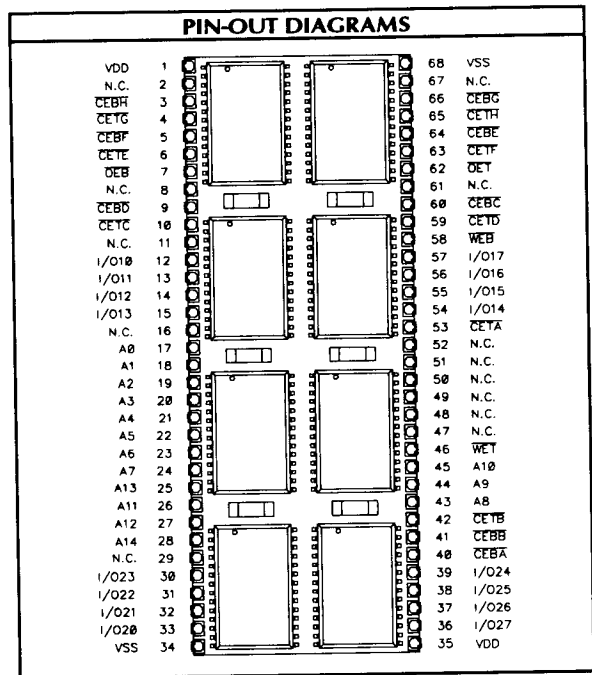 PIN-OUT DIAGRAMS
VDD 1
N.C. 2
CEBH 3
CETG 4
CEBF 5
CETE 6
OEB 7
N.C. 8
CEBD 9
CETC 10
N.C. 11
I/O10 12
I/O11 13
I/O12 14
I/O13 15
N.C. 16
A0 17
A1 18
A2 19
A3 20
A4 21
A5 22
A6 23
A7 24
A13 25
A11 26
A12 27
A14 28
N.C. 29
I/O23 30
I/O22 31
I/O21 32
I/O20 33
VSS 34
68 VSS
67 N.C.
66 CEBG
65 CETH
64 CEBE
63 CETF
62 OET
61 N.C.
60 CEBC
59 CETD
58 WEB
57 I/O17
56 I/O16
55 I/O15
54 I/O14
53 CETA
52 N.C.
51 N.C.
50 N.C.
49 N.C.
48 N.C.
47 N.C.
46 WET
45 A10
44 A9
43 A8
42 CETB
41 CEBB
40 CEBA
39 I/O24
38 I/O25
37 I/O26
36 I/O27
35 VDD